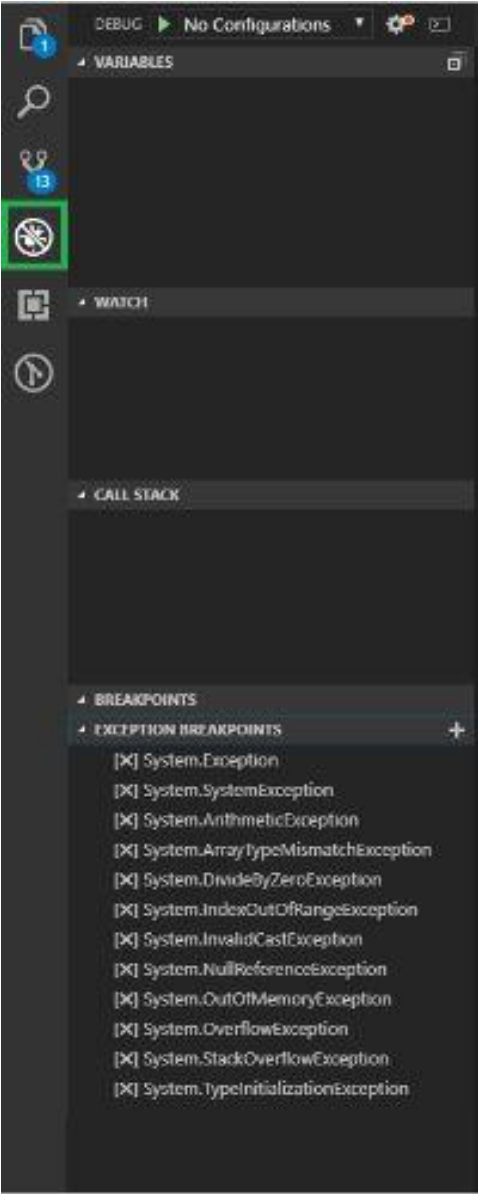 DEBUG No Configurations
1
VARIABLES
13
WATCH
CALL STACK
BREAKPOINTS
EXCEPTION BREAKPOINTS
[X] System.Exception
[X] System.SystemException
[X] System.ArithmeticException
[X] System.ArrayTypeMismatchException
[X] System.DivideByZeroException
[X] System.IndexOutOfRangeException
[X] System.InvalidCastException
[X] System.NullReferenceException
[X] System.OutOfMemoryException
[X] System.OverflowException
[X] System.StackOverflowException
[X] System.TypeInitializationException